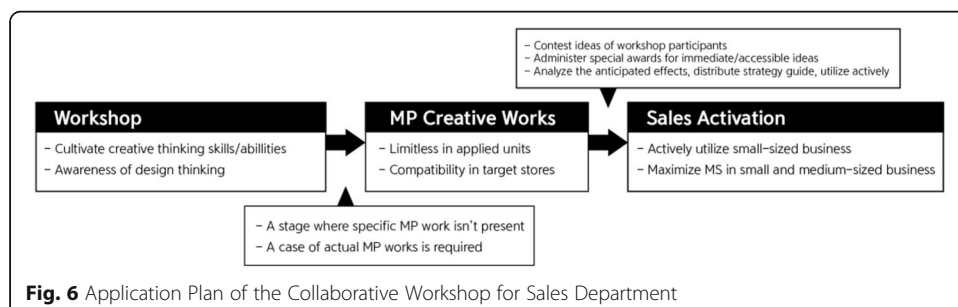 – Contest ideas of workshop participants
– Administer special awards for immediate/accessible ideas
– Analyze the anticipated effects, distribute strategy guide, utilize actively
Workshop
– Cultivate creative thinking skills/abillities
– Awareness of design thinking
MP Creative Works
– Limitless in applied units
– Compatibility in target stores
Sales Activation
– Actively utilize small-sized business
– Maximize MS in small and medium-sized business
– A stage where specific MP work isn't present
– A case of actual MP works is required
Fig. 6 Application Plan of the Collaborative Workshop for Sales Department